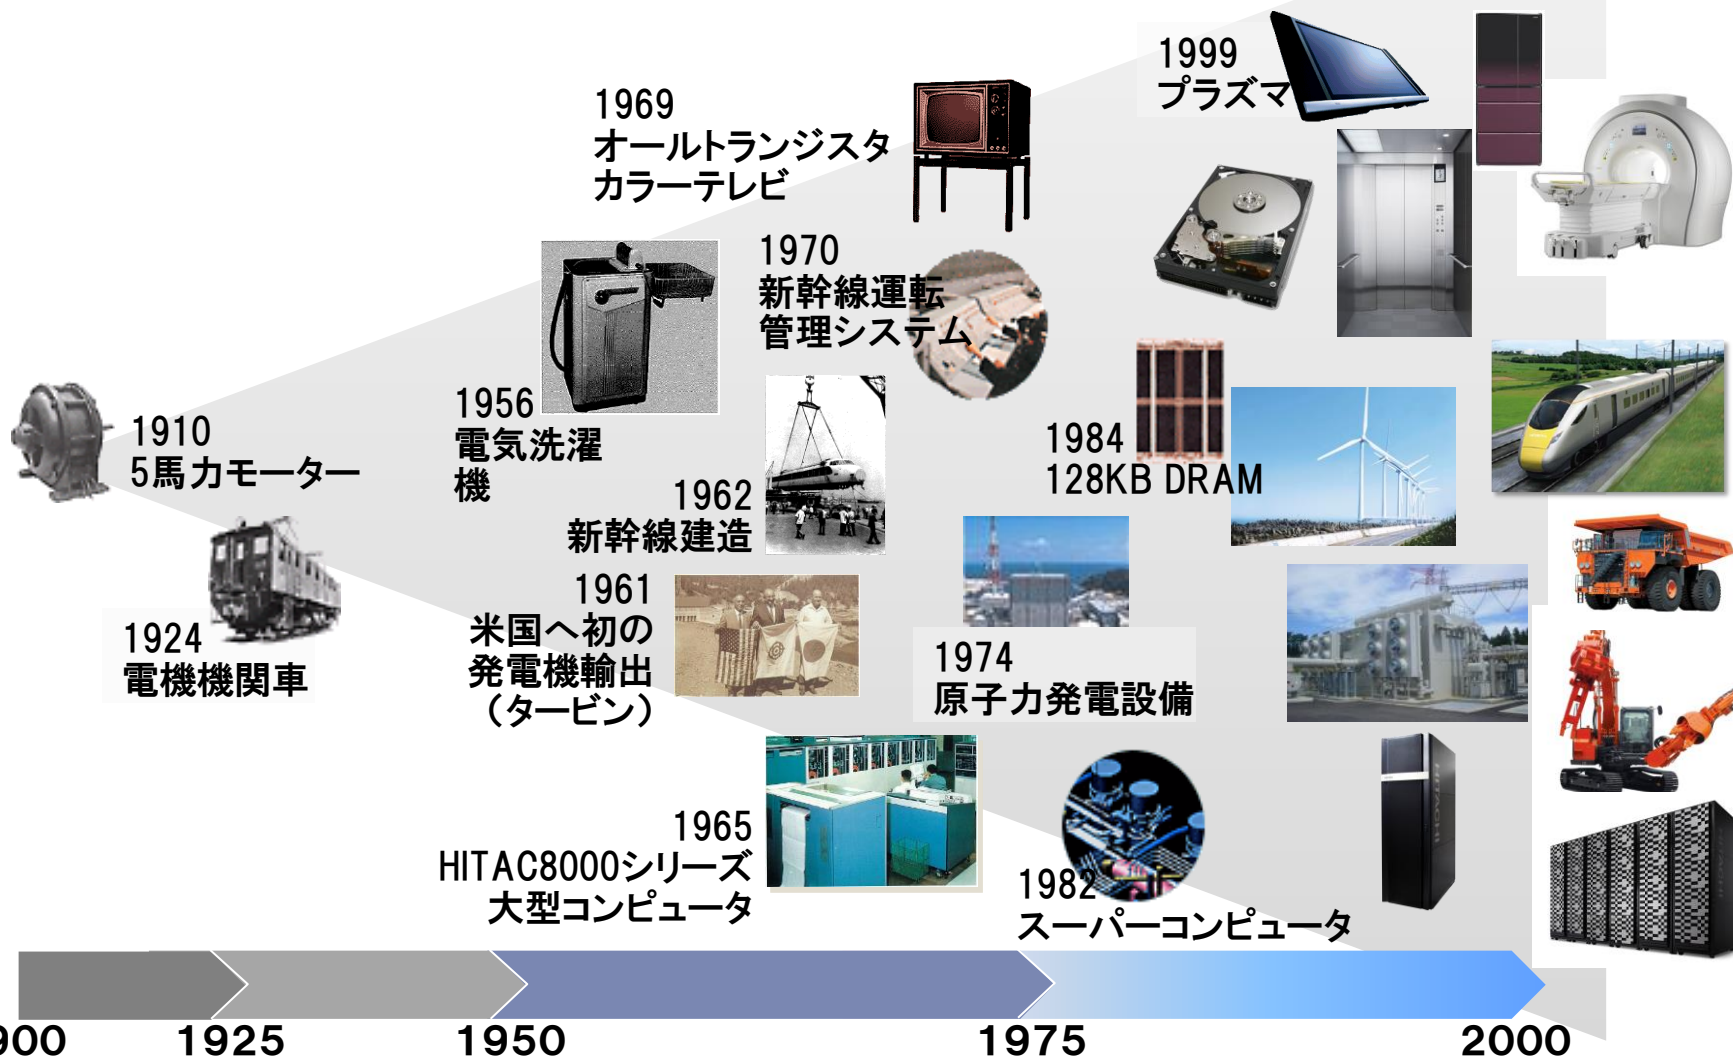 1999
プラズマ
1969
オールトランジスタ
カラーテレビ
1970
新幹線運転
管理システム
1956
電気洗濯
機
1910
5馬力モーター
1984
128KB DRAM
1962
新幹線建造
1961
米国へ初の
発電機輸出
（タービン）
1924
電機機関車
1974
原子力発電設備
1965
HITAC8000シリーズ
大型コンピュータ
1982
スーパーコンピュータ
HITACHI
900
1925
1950
1975
2000